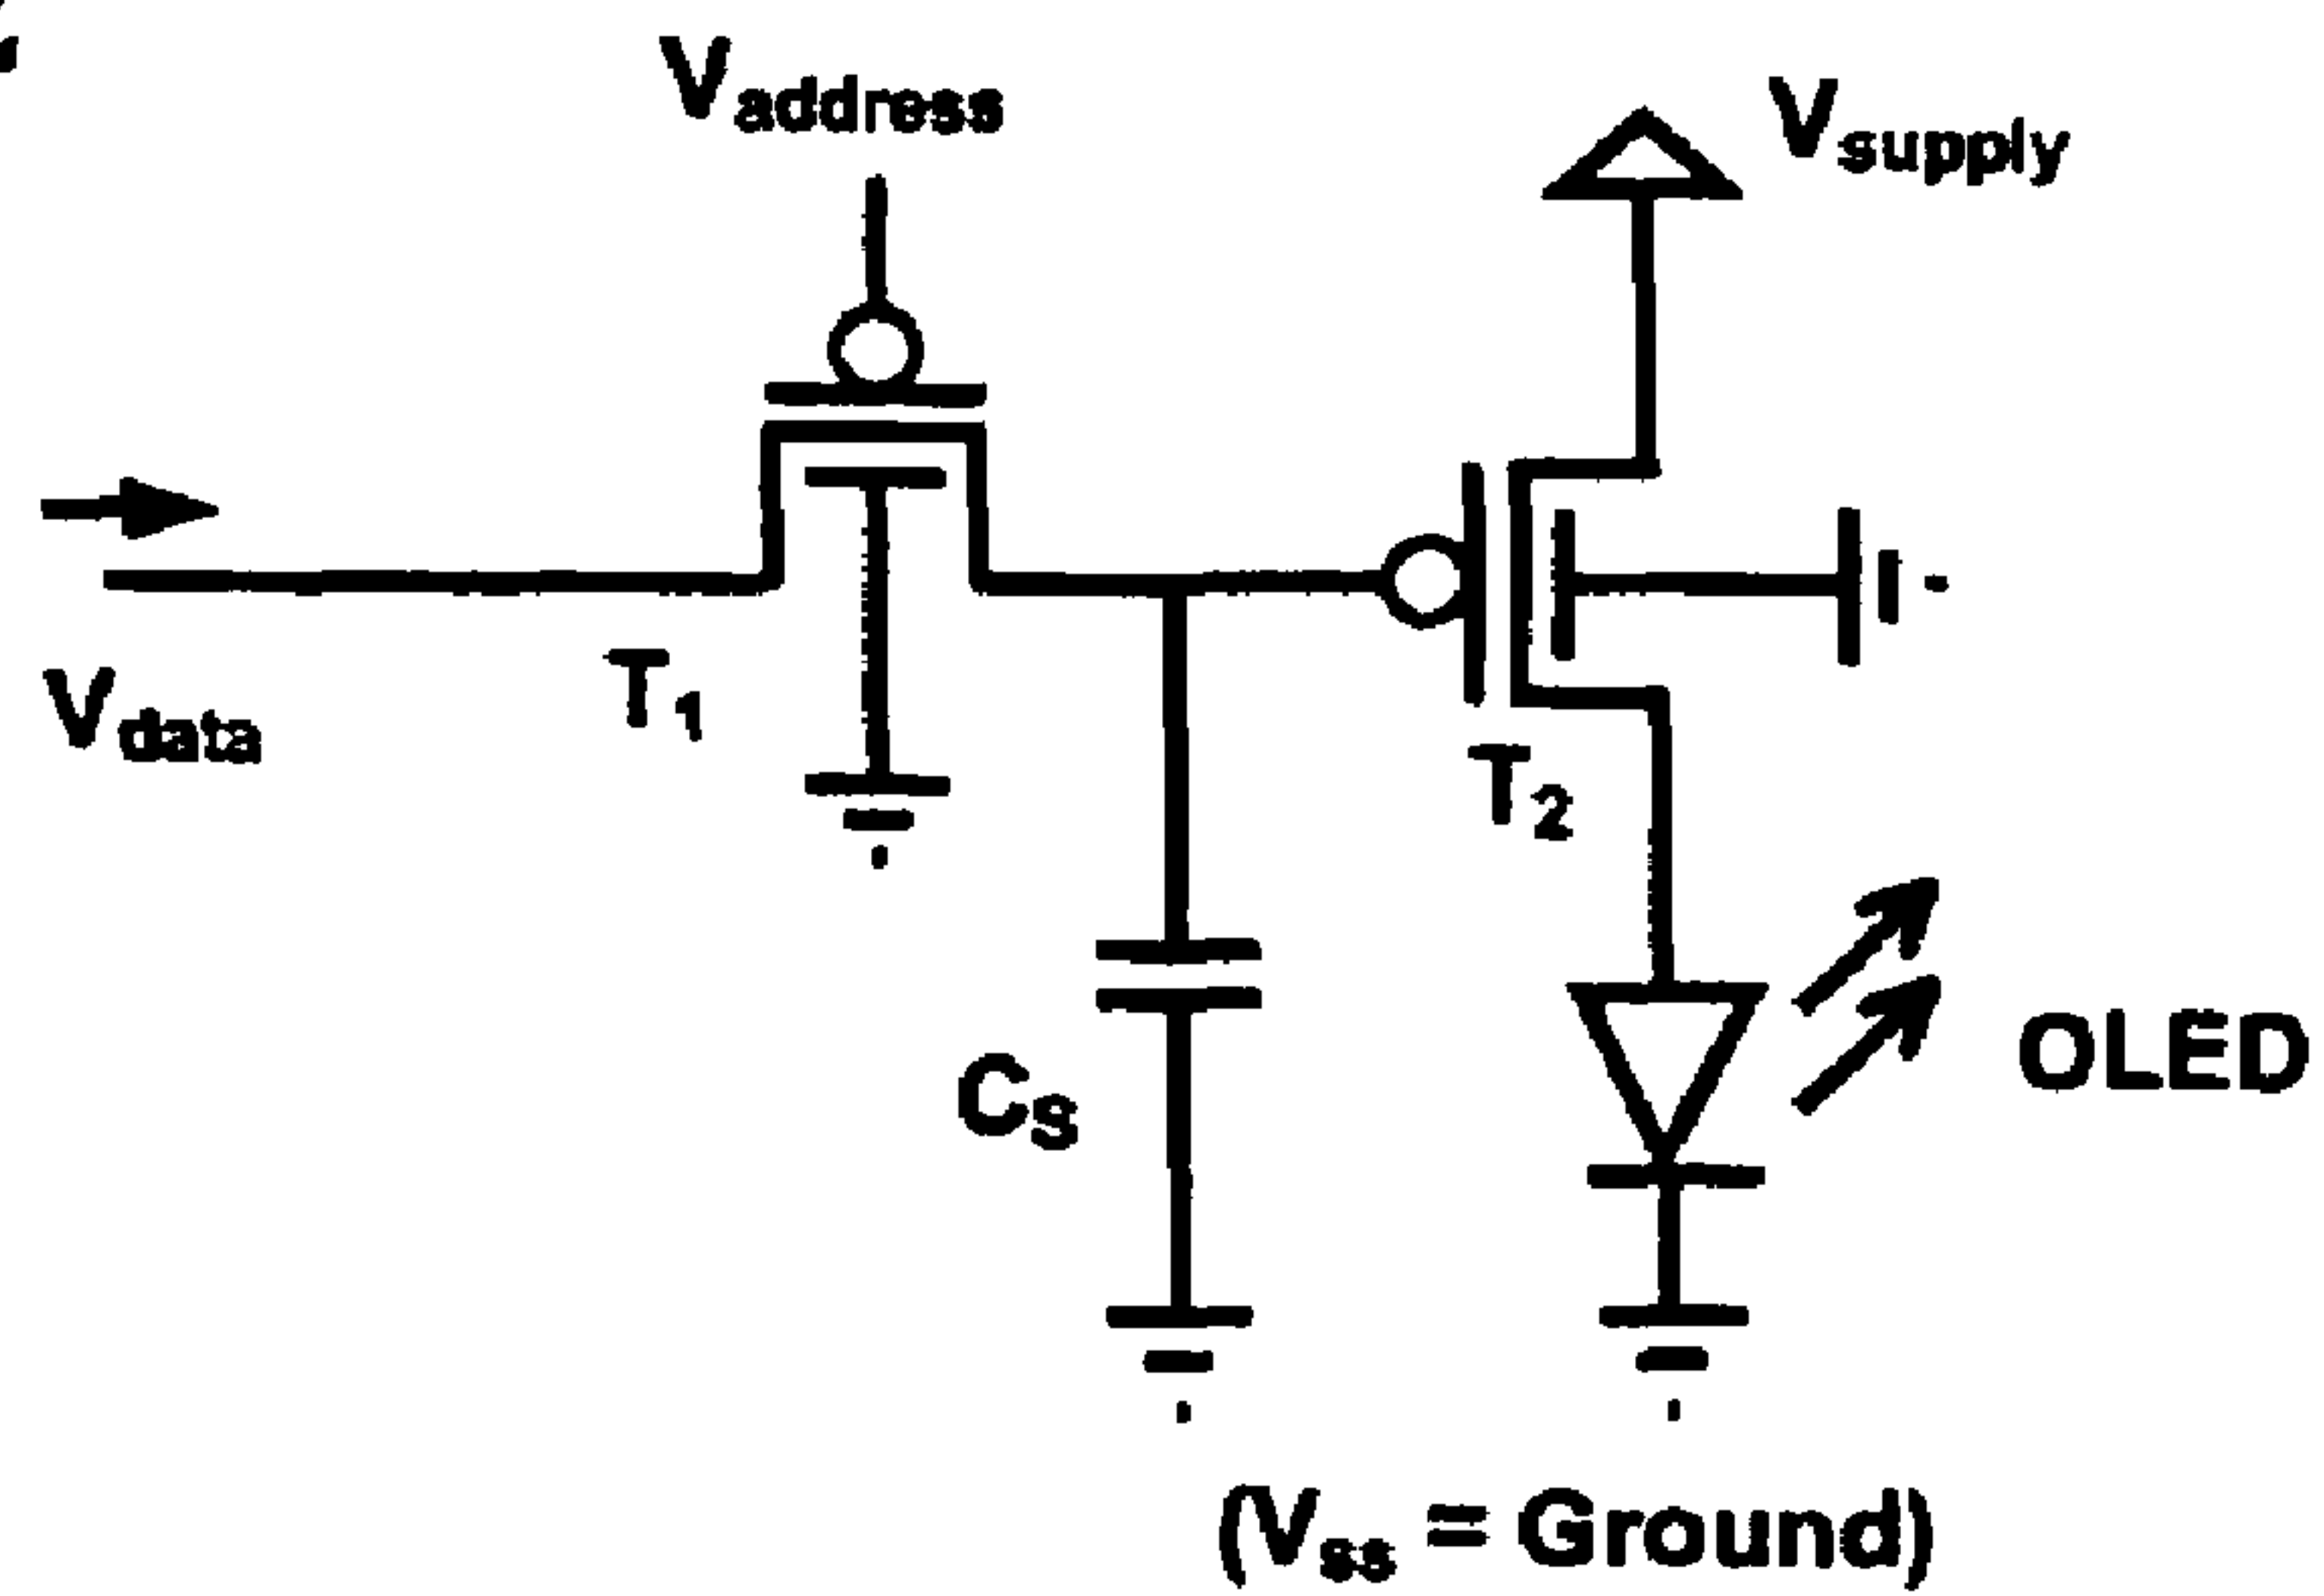 Vaddress
Vsupply
Vdata
T1
T2
Cs
OLED
(Vss = Ground)